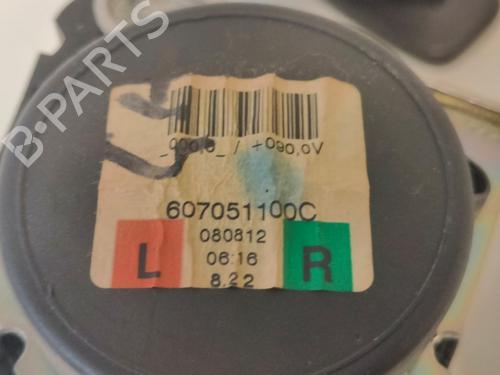 B-PARTS
_000,0_ / +090,0V
607051100C
080812
06:16
8.22
L
R